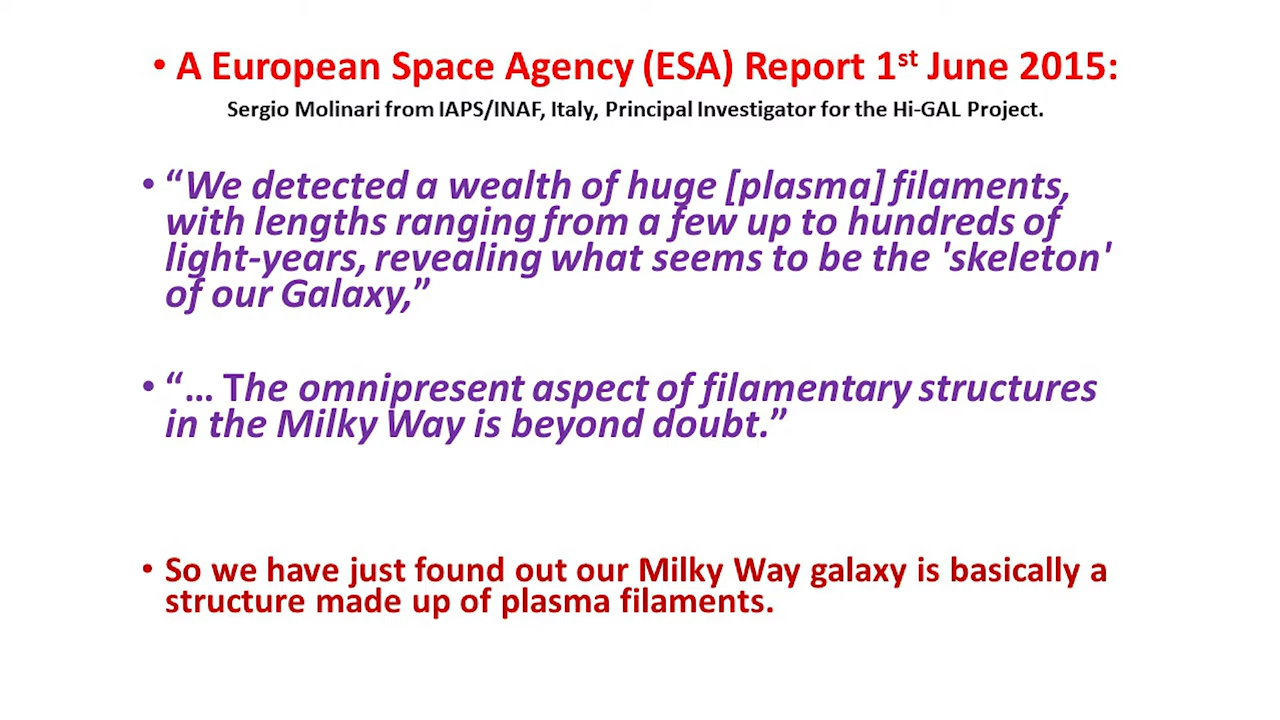 • A European Space Agency (ESA) Report 1st June 2015:
Sergio Molinari from IAPS/INAF, Italy, Principal Investigator for the Hi-GAL Project.
• “We detected a wealth of huge [plasma] filaments,
with lengths ranging from a few up to hundreds of
light-years, revealing what seems to be the 'skeleton'
of our Galaxy,”
• “… The omnipresent aspect of filamentary structures
in the Milky Way is beyond doubt.”
• So we have just found out our Milky Way galaxy is basically a
structure made up of plasma filaments.